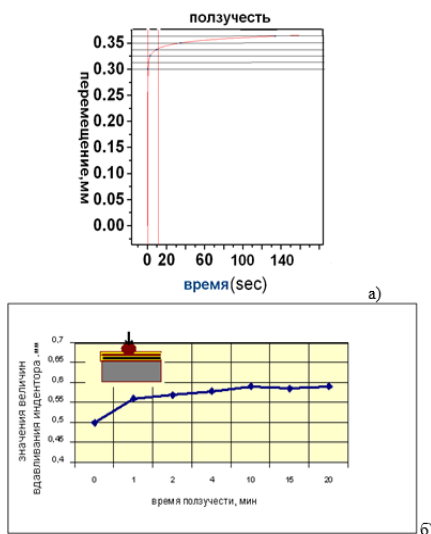 ползучесть
перемещение,мм
0.35
0.30
0.25
0.20
0.15
0.10
0.05
0.00
0 20 60 100 140
время(sec)
а)
значения величин
вдавливания индентора ,мм
0,7
0,65
0,6
0,55
0,5
0,45
0,4
0 1 2 4 10 15 20
время ползучести, мин
б